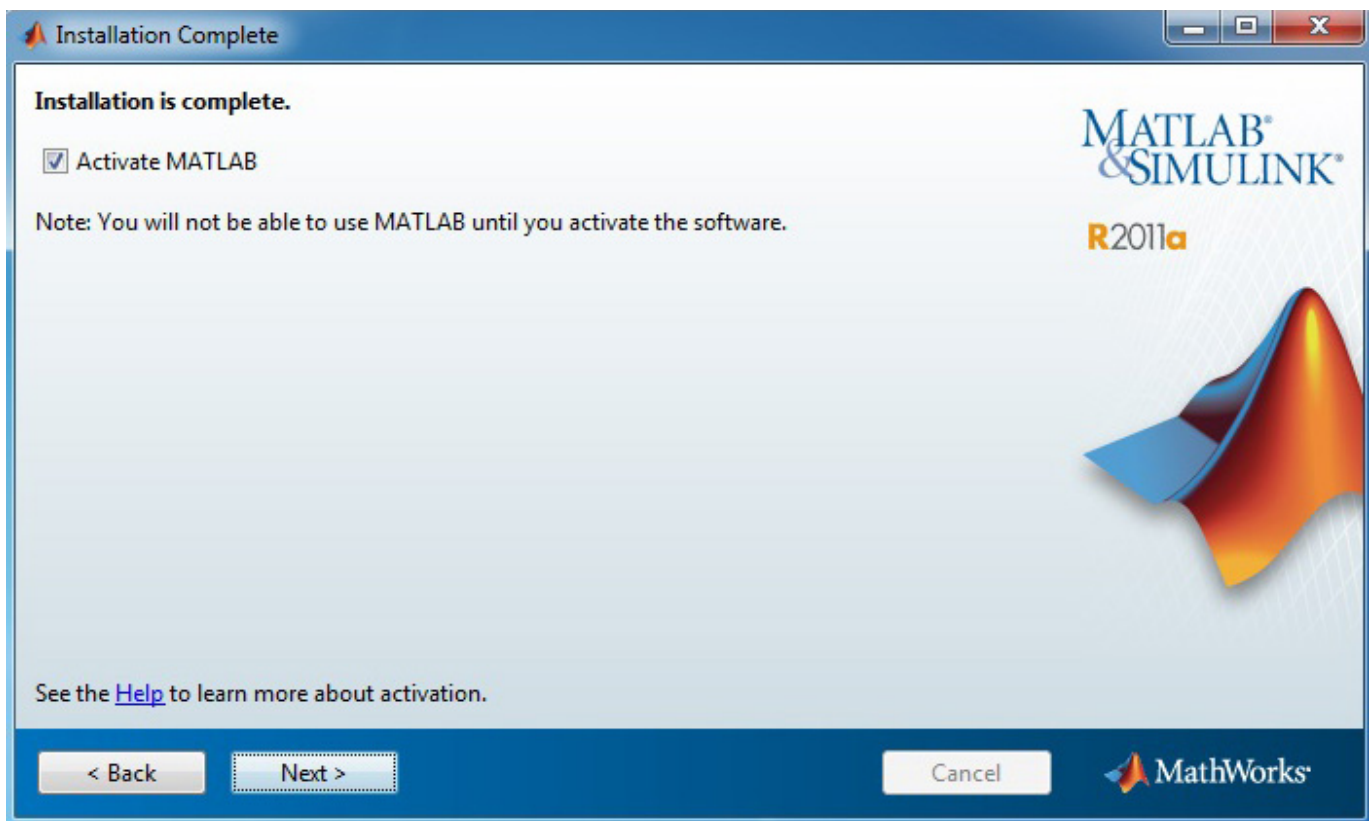 Installation Complete
Installation is complete.
Activate MATLAB
Note: You will not be able to use MATLAB until you activate the software.
MATLAB®
&SIMULINK®
R2011a
See the Help to learn more about activation.
< Back
Next >
Cancel
MathWorks®